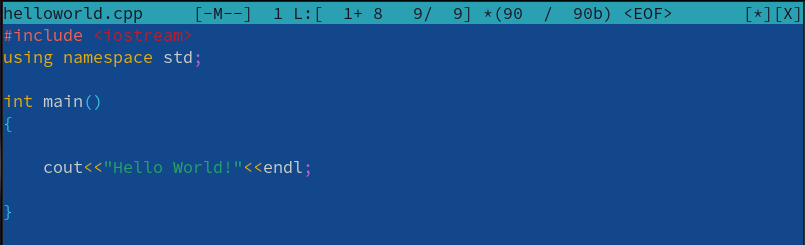 helloworld.cpp     [-M--]  1 L:[  1+ 8   9/  9] *(90  /  90b) <EOF>       [*][X]
#include <iostream>
using namespace std;
int main()
{
    cout<<"Hello World!"<<endl;
}